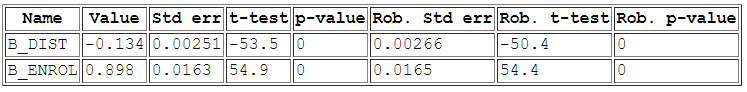 Name Value Std err t-test p-value Rob. Std err Rob. t-test Rob. p-value
B_DIST -0.134 0.00251 -53.5 0 0.00266 -50.4 0
B_ENROL 0.898 0.0163 54.9 0 0.0165 54.4 0